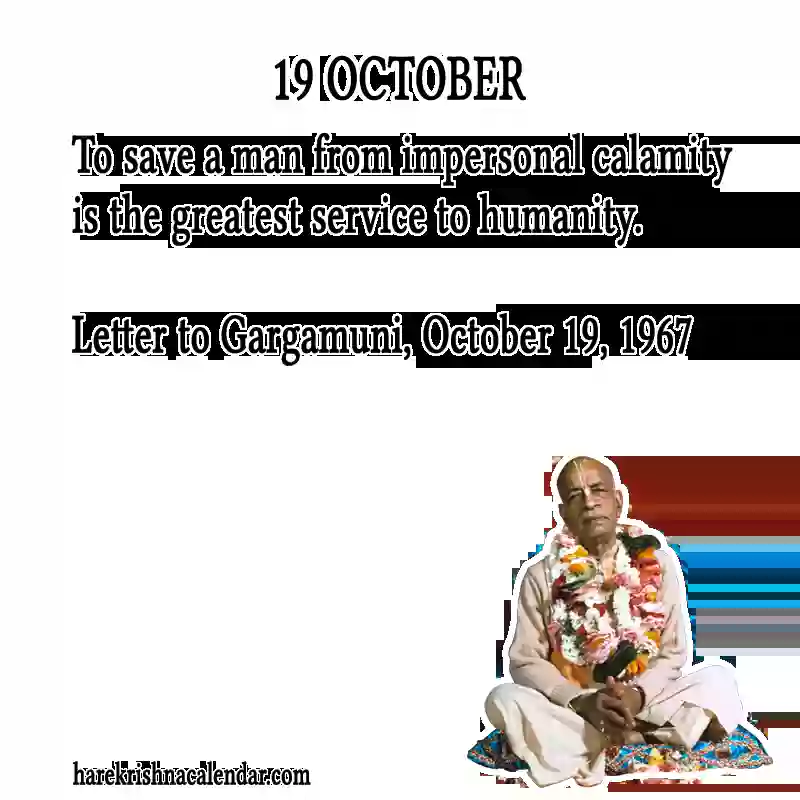 19 OCTOBER
To save a man from impersonal calamity
is the greatest service to humanity.
Letter to Gargamuni, October 19, 1967
harekrishnacalendar.com